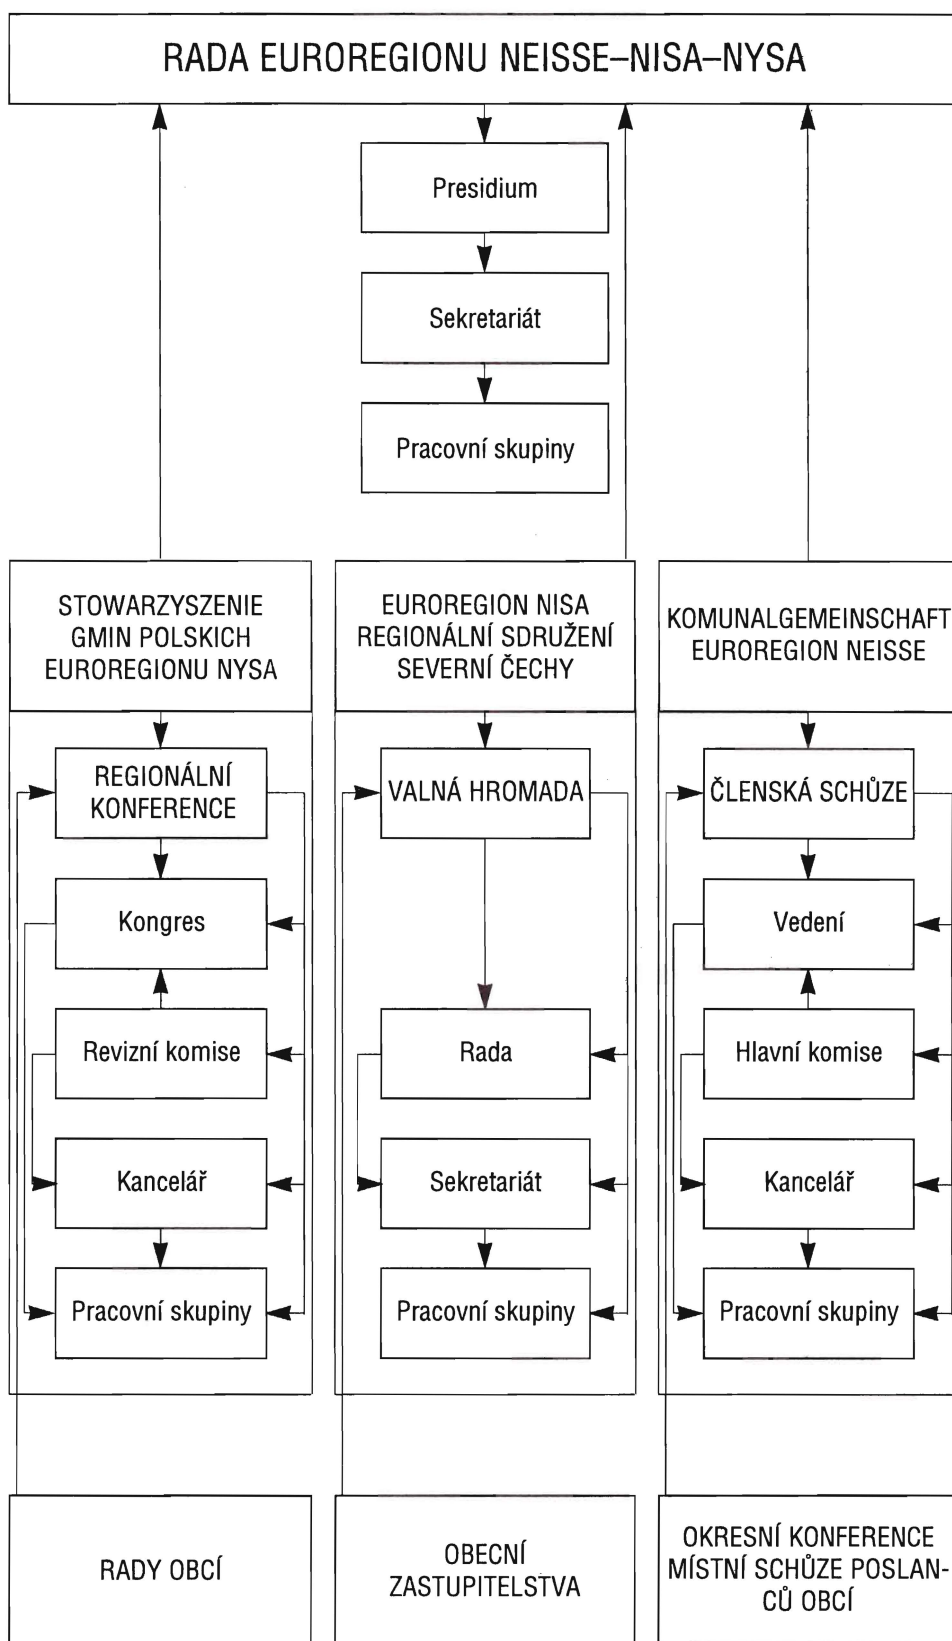 RADA EUROREGIONU NEISSE–NISA–NYSA
Presidium
Sekretariát
Pracovní skupiny
STOWARZYSZENIE
GMIN POLSKICH
EUROREGIONU NYSA
REGIONÁLNÍ
KONFERENCE
Kongres
Revizní komise
Kancelář
Pracovní skupiny
RADY OBCÍ
EUROREGION NISA
REGIONÁLNÍ SDRUŽENÍ
SEVERNÍ ČECHY
VALNÁ HROMADA
Rada
Sekretariát
Pracovní skupiny
OBECNÍ
ZASTUPITELSTVA
KOMUNALGEMEINSCHAFT
EUROREGION NEISSE
ČLENSKÁ SCHŮZE
Vedení
Hlavní komise
Kancelář
Pracovní skupiny
OKRESNÍ KONFERENCE
MÍSTNÍ SCHŮZE POSLAN-
CŮ OBCÍ